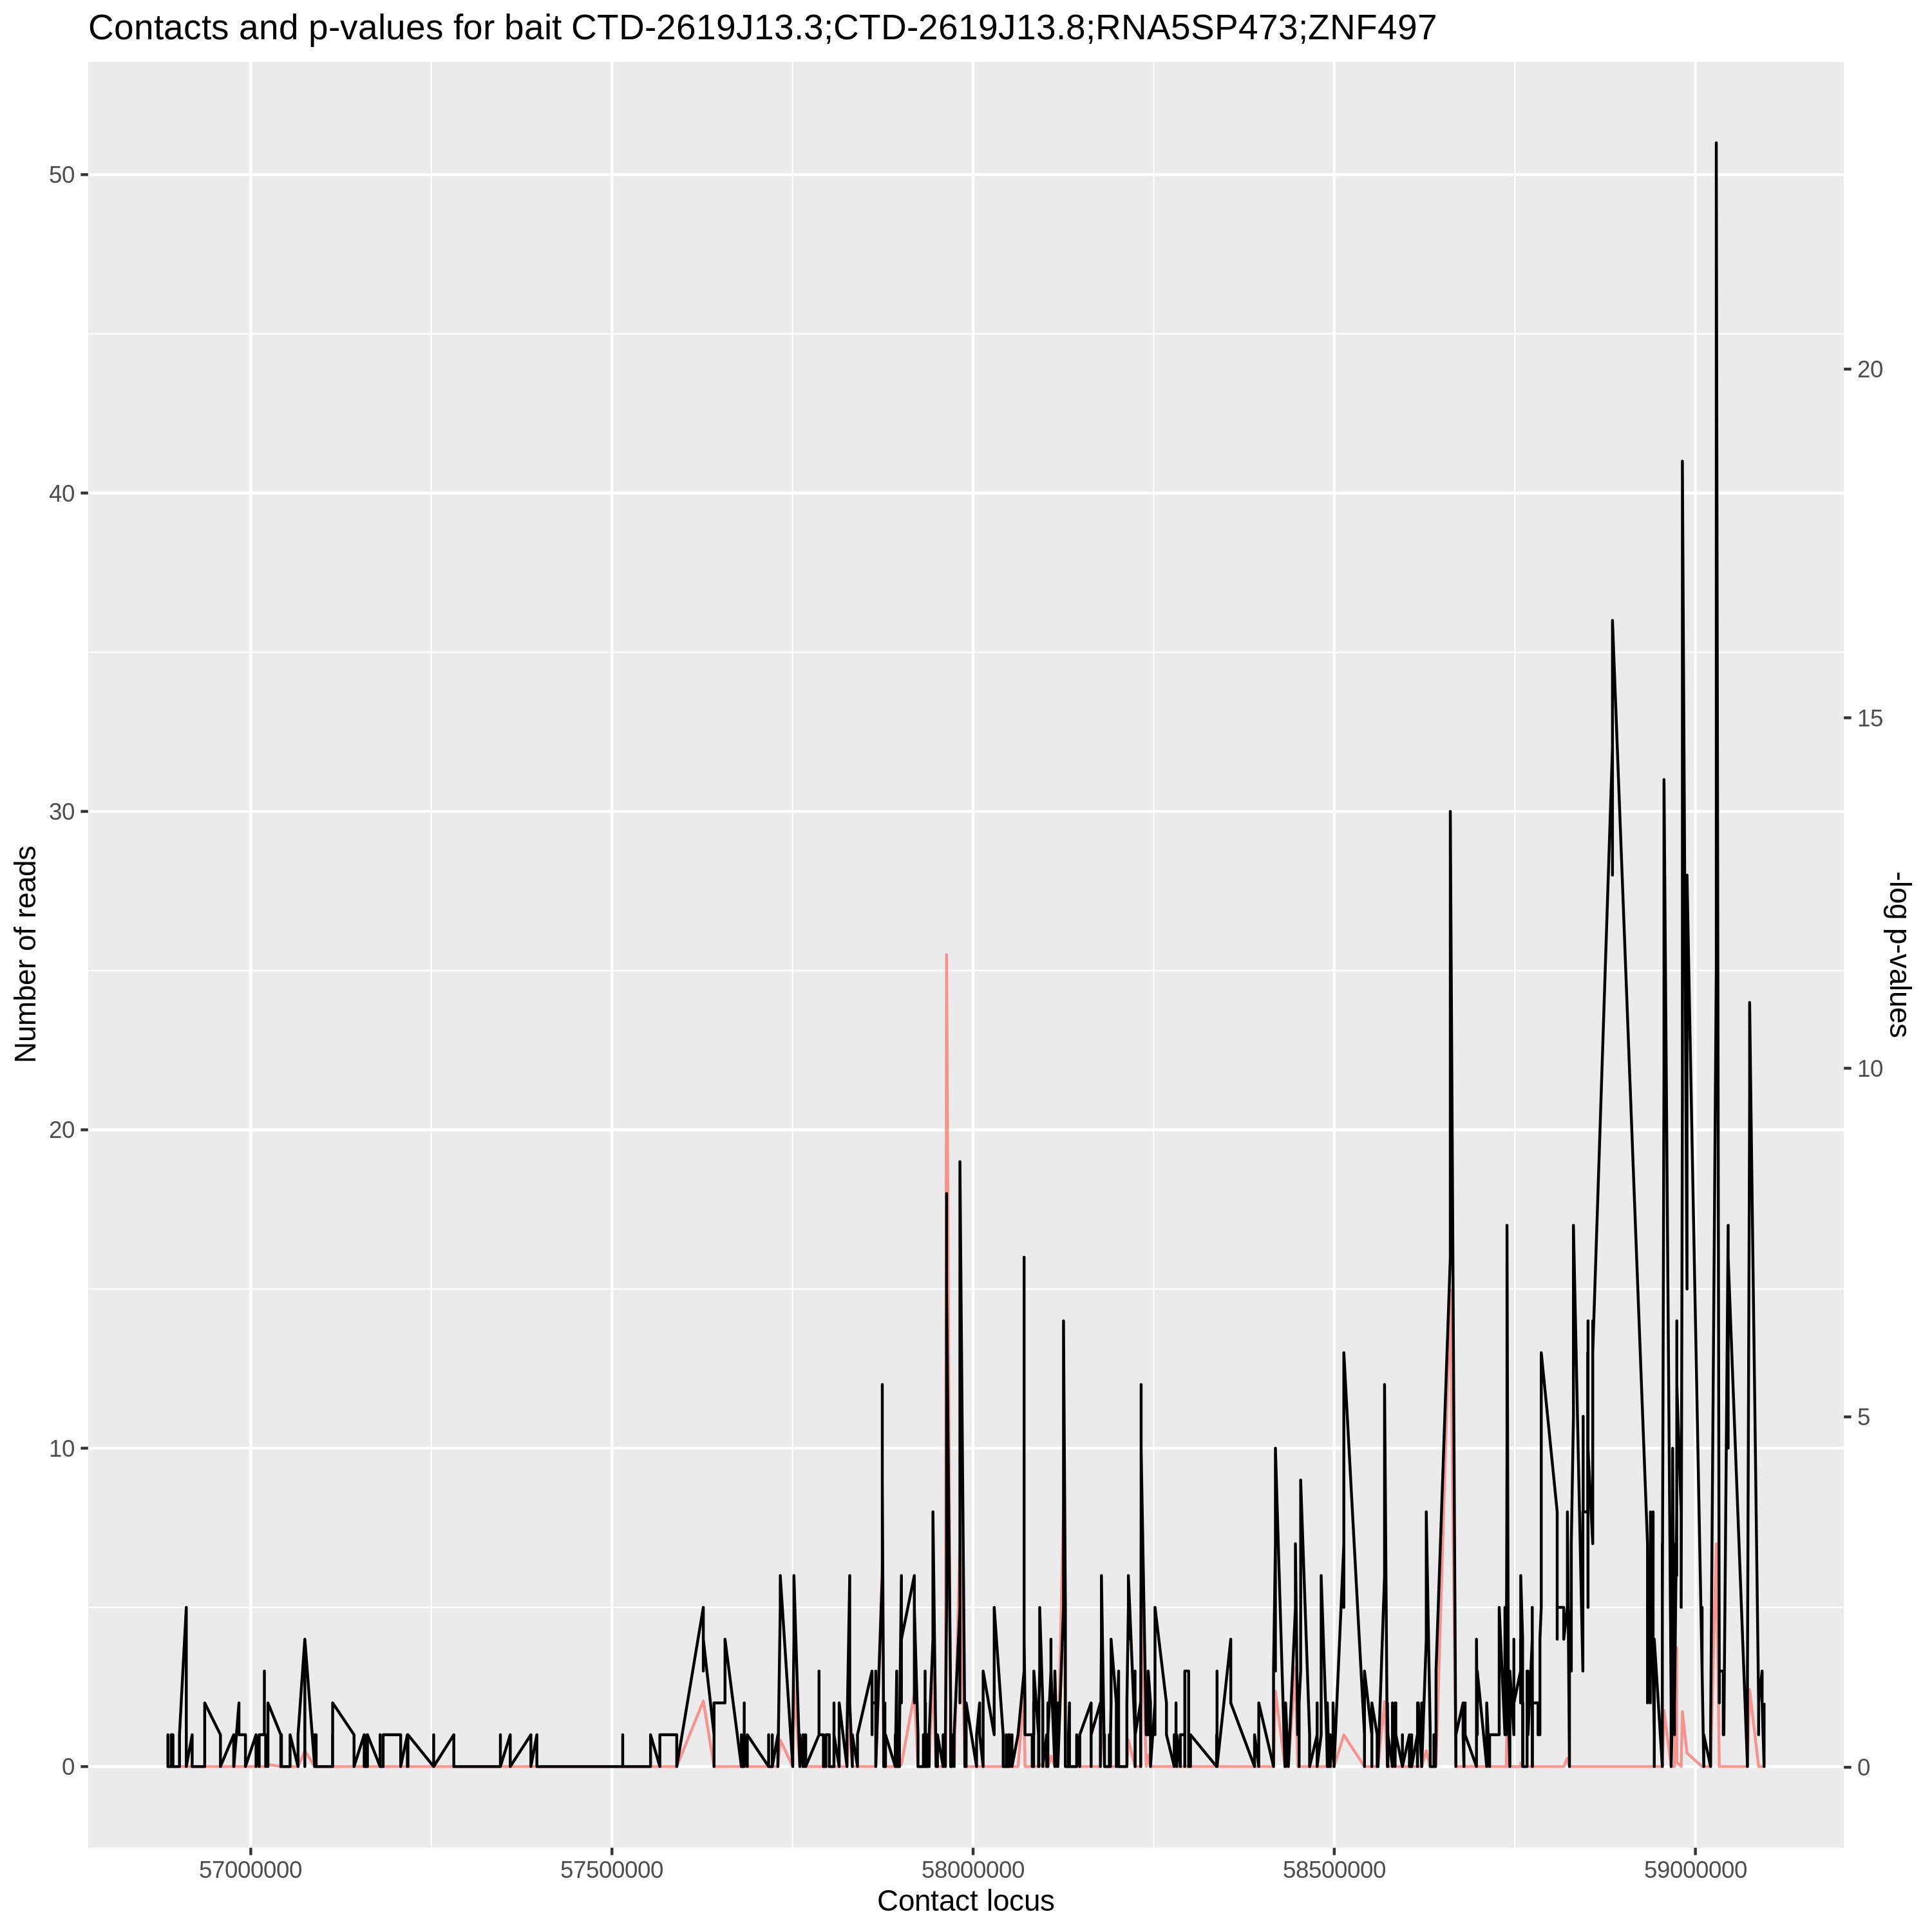 Contacts and p-values for bait CTD-2619J13.3;CTD-2619J13.8;RNA5SP473;ZNF497
50
40
30
20
10
0
Number of reads
20
15
10
5
0
-log p-values
57000000 57500000 58000000 58500000 59000000
Contact locus